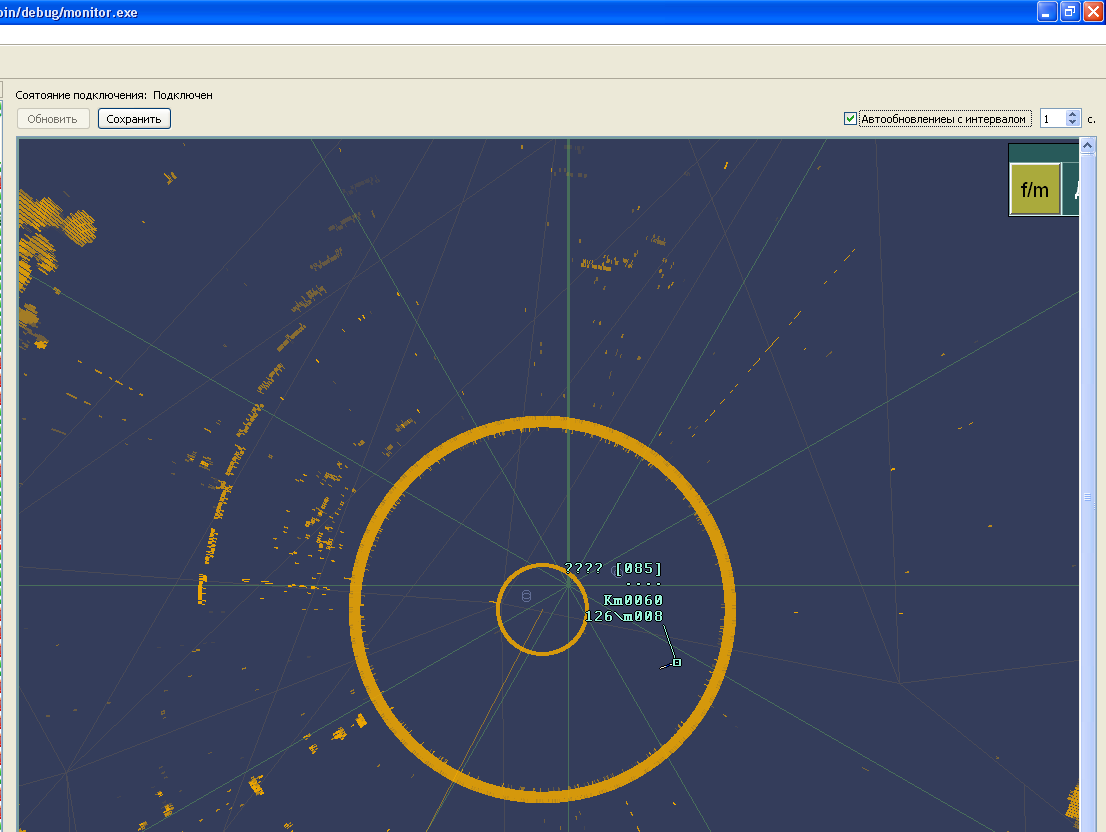 bin/debug/monitor.exe
Соятояние подключения: Подключен
Обновить
Сохранить
Автообновлениеы с интервалом
1
с.
f/m
???? [085]
----
Km0060
126\m008